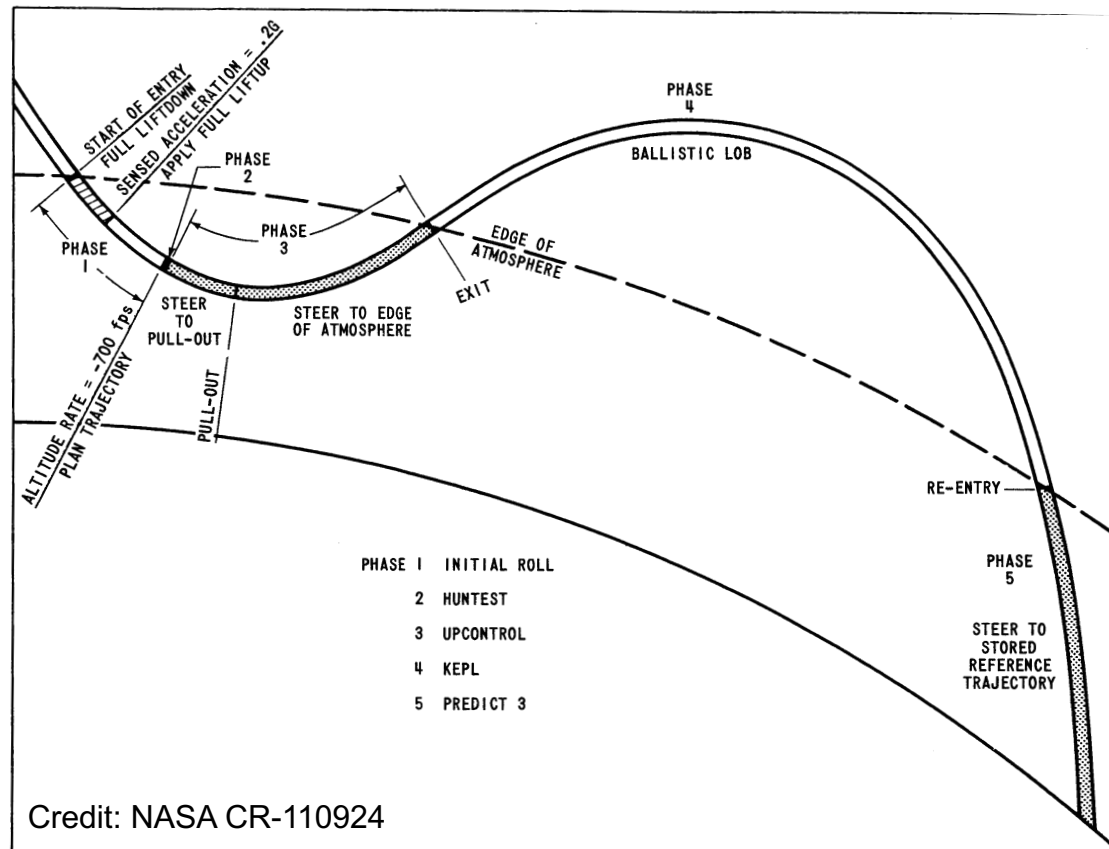 START OF ENTRY
FULL LIFTDOWN
SENSED ACCELERATION = .2G
APPLY FULL LIFTUP
PHASE
2
PHASE
3
PHASE
1
ALTITUDE RATE = -700 fps
PLAN TRAJECTORY
STEER
TO
PULL-OUT
PULL-OUT
STEER TO EDGE
OF ATMOSPHERE
EXIT
EDGE OF
ATMOSPHERE
PHASE
4
BALLISTIC LOB
RE-ENTRY
PHASE
5
STEER TO
STORED
REFERENCE
TRAJECTORY
PHASE 1 INITIAL ROLL
2 HUNTEST
3 UPCONTROL
4 KEPL
5 PREDICT 3
Credit: NASA CR-110924